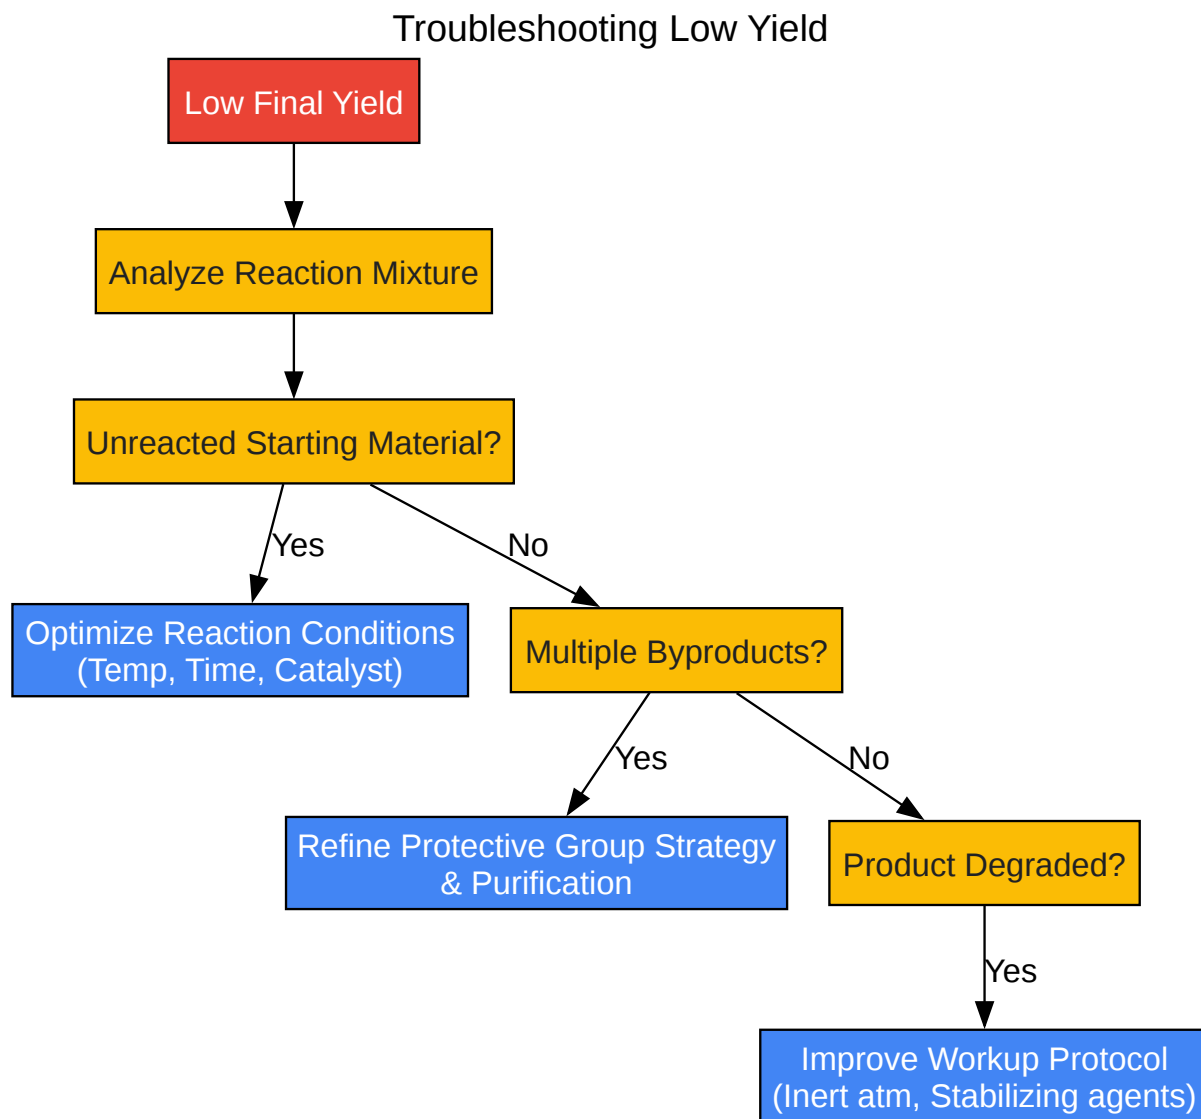 Troubleshooting Low Yield
Low Final Yield
Analyze Reaction Mixture
Unreacted Starting Material?
Yes
No
Optimize Reaction Conditions
(Temp, Time, Catalyst)
Multiple Byproducts?
Yes
No
Refine Protective Group Strategy
& Purification
Product Degraded?
Yes
Improve Workup Protocol
(Inert atm, Stabilizing agents)